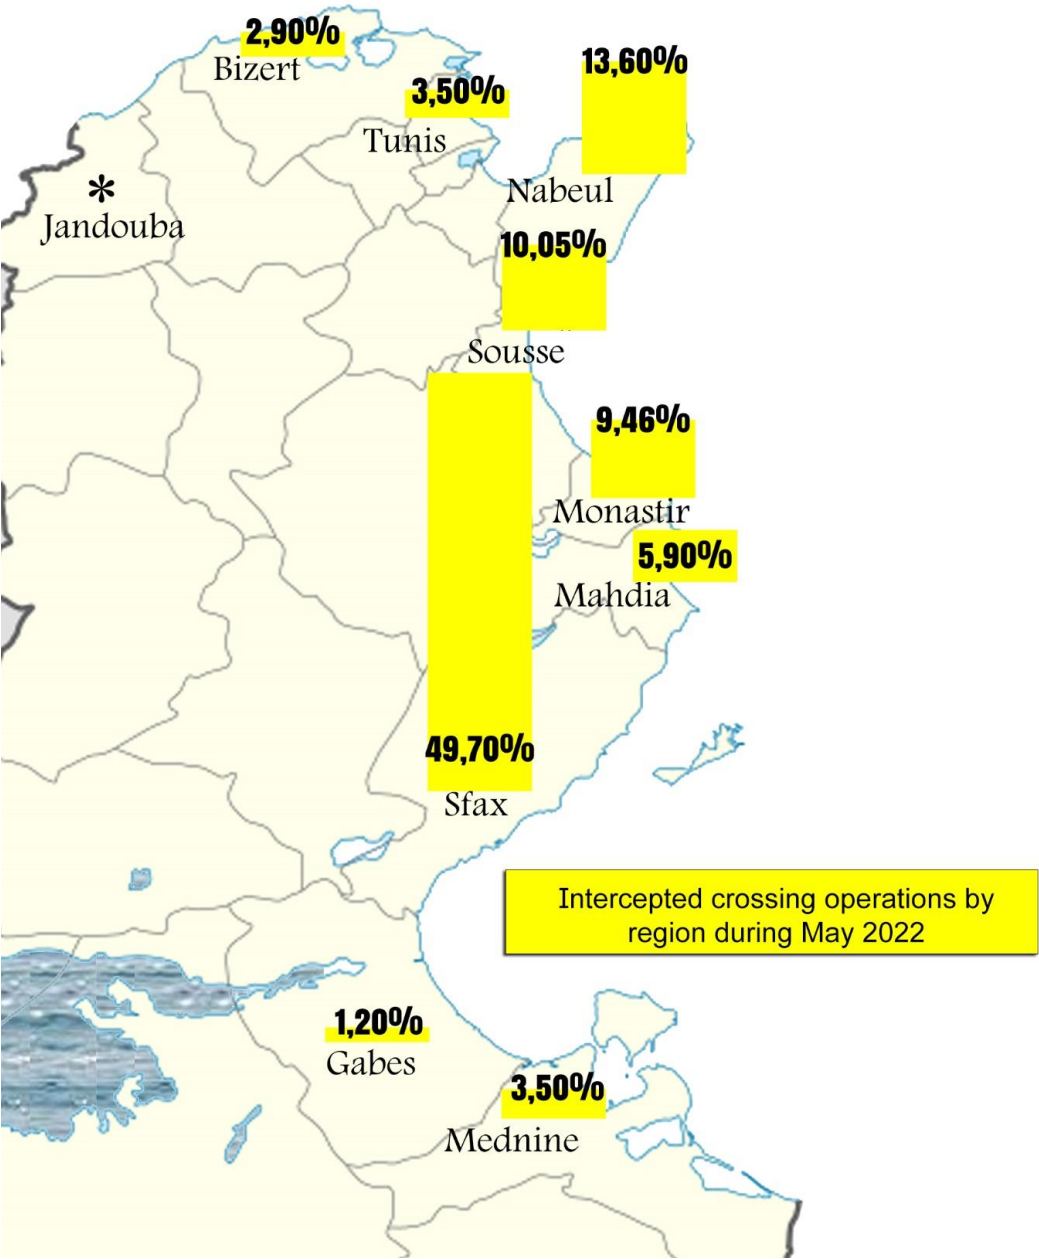 2,90%
Bizert
3,50%
Tunis
13,60%
Nabeul
*
Jandouba
10,05%
Sousse
9,46%
Monastir
5,90%
Mahdia
49,70%
Sfax
Intercepted crossing operations by
region during May 2022
1,20%
Gabes
3,50%
Mednine